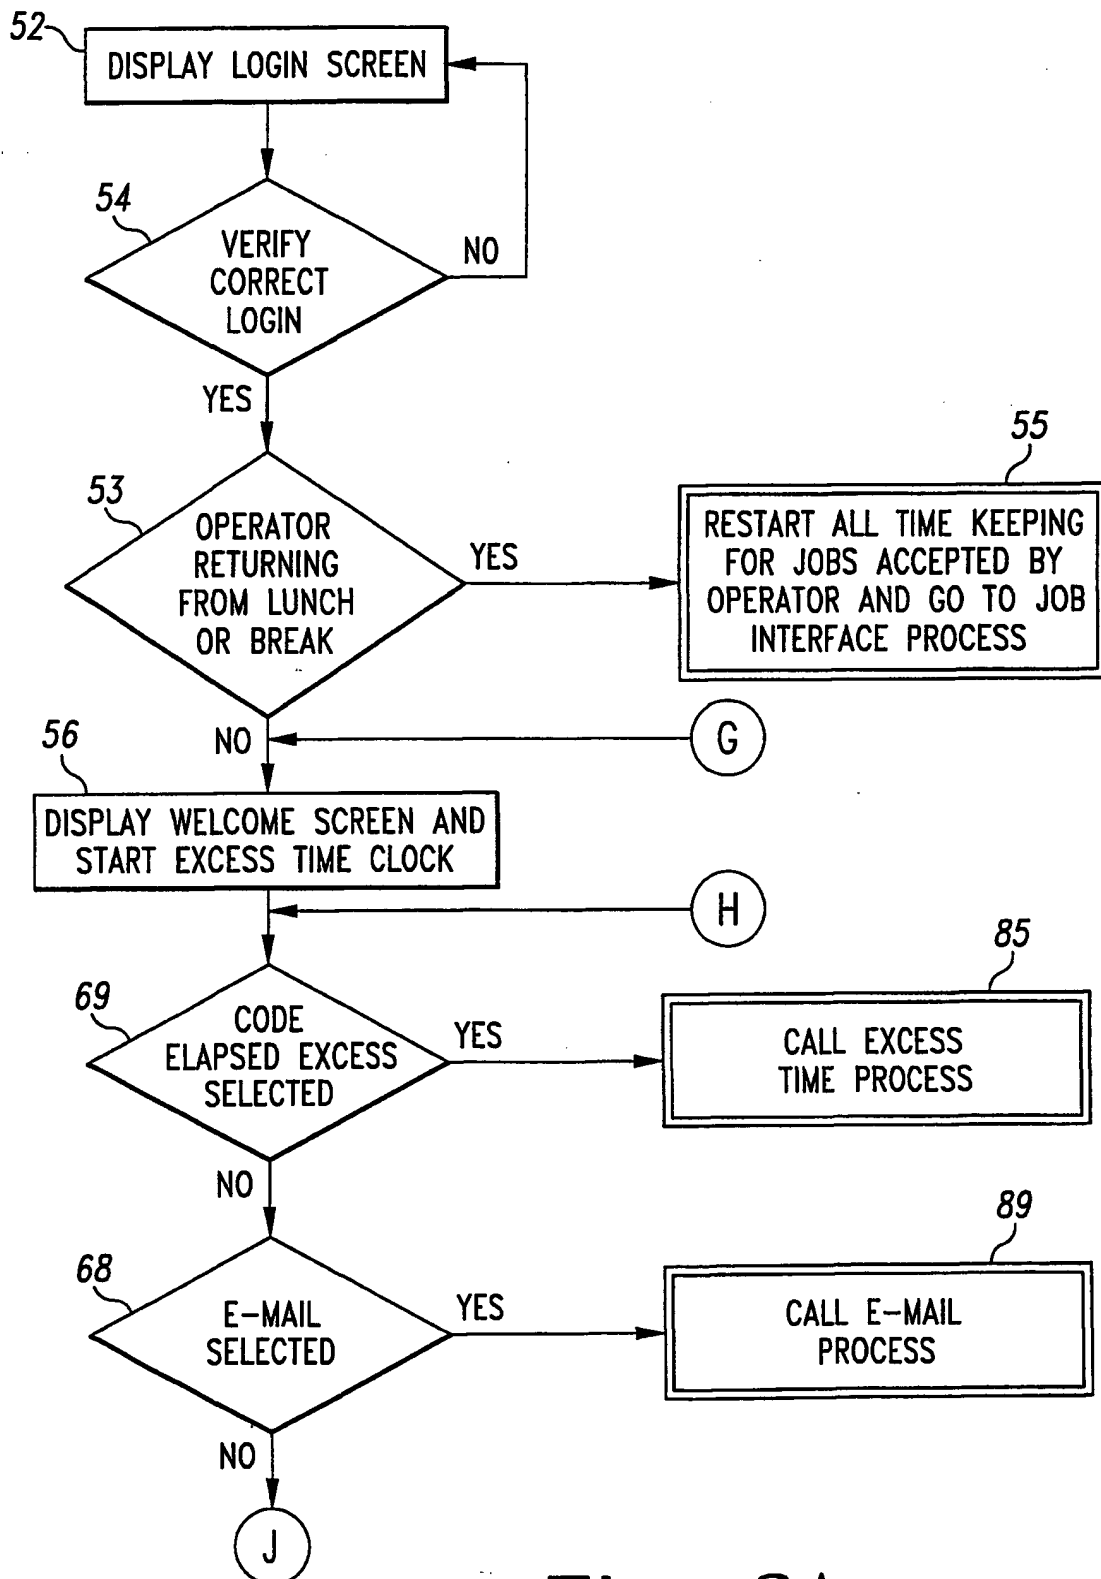 52
DISPLAY LOGIN SCREEN
54
VERIFY
CORRECT
LOGIN
NO
YES
53
OPERATOR
RETURNING
FROM LUNCH
OR BREAK
YES
55
RESTART ALL TIME KEEPING
FOR JOBS ACCEPTED BY
OPERATOR AND GO TO JOB
INTERFACE PROCESS
NO
G
56
DISPLAY WELCOME SCREEN AND
START EXCESS TIME CLOCK
H
69
CODE
ELAPSED EXCESS
SELECTED
YES
85
CALL EXCESS
TIME PROCESS
NO
68
E-MAIL
SELECTED
YES
89
CALL E-MAIL
PROCESS
NO
J